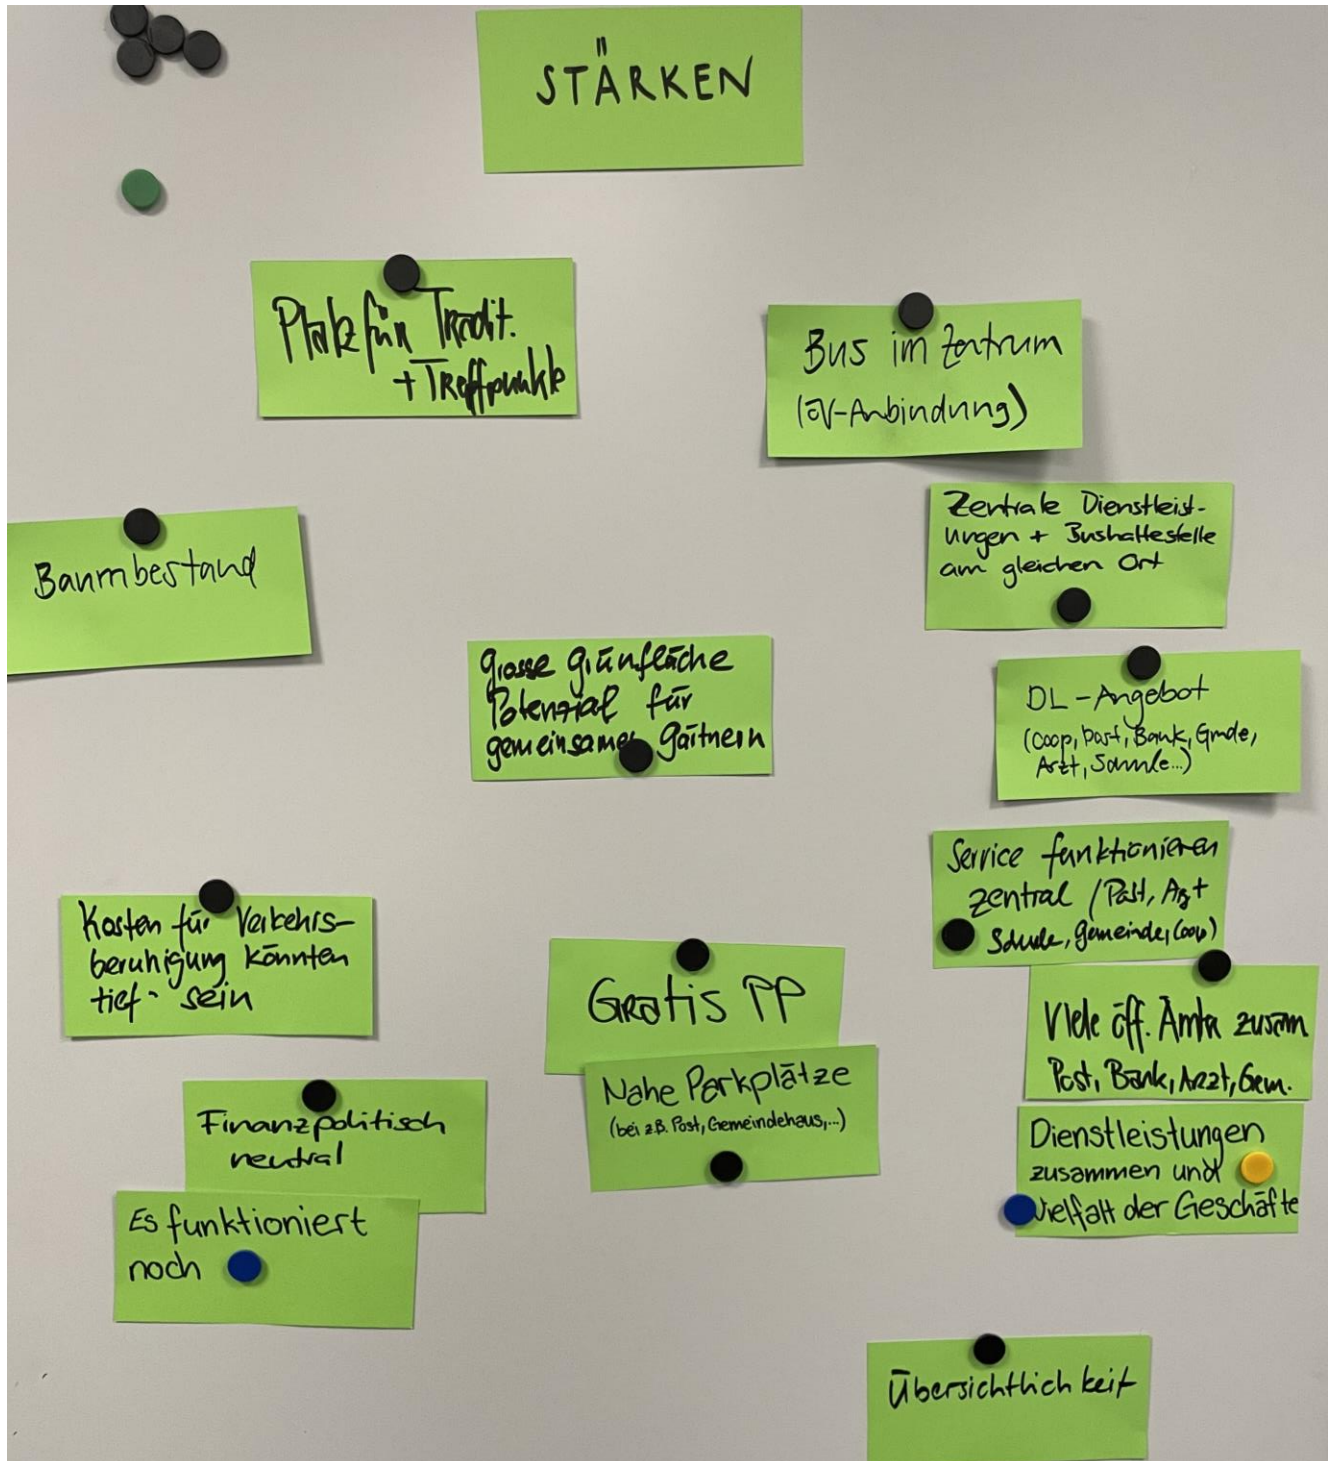 STÄRKEN
Platz für Tradit.
+ Treffpunkte
Bus im Zentrum
(ÖV-Anbindung)
Baumbestand
Zentrale Dienstleist-
ungen + Bushaltestelle
am gleichen Ort
Grosse Grünfläche
Potenzial für
gemeinsames Gärtnern
DL-Angebot
(Coop, Post, Bank, Gmde,
Arzt, Schule...)
Service funktionieren
zentral (Post, Arzt
Schule, Gemeinde, Coop)
Kosten für Verkehrs-
beruhigung könnten
tief sein
Gratis PP
Viele öff. Ämter zusam
Post, Bank, Arzt, Gem.
Nahe Parkplätze
(bei z.B. Post, Gemeindehaus,...)
Finanzpolitisch
neutral
Dienstleistungen
zusammen und
Vielfalt der Geschäfte
Es funktioniert
noch
Übersichtlichkeit